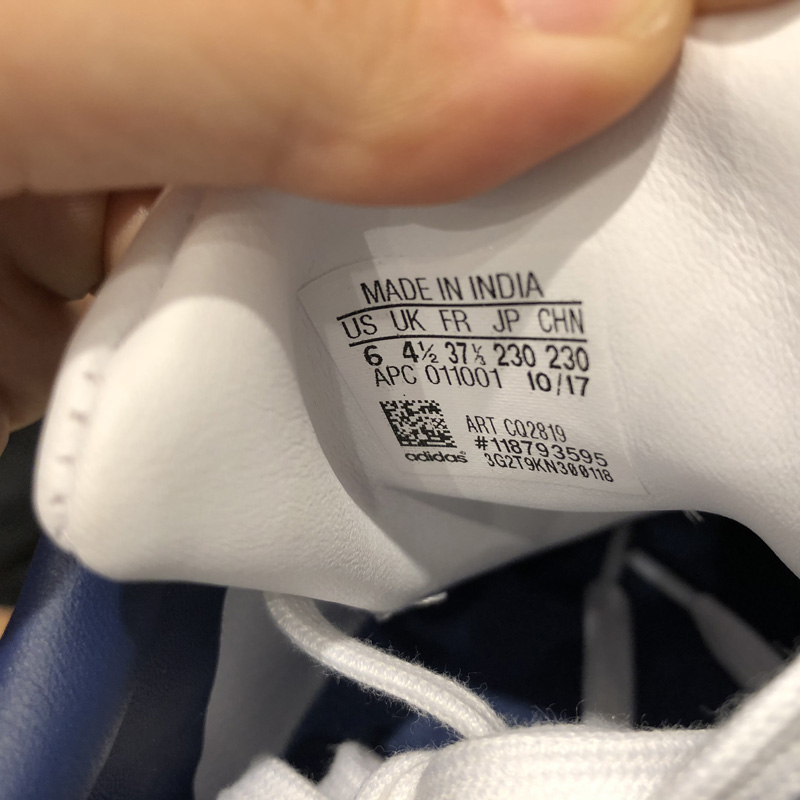 MADE IN INDIA
US UK FR JP CHN
6 4½ 37⅓ 230 230
APC 011001 10/17
ART CQ2819
#118793595
adidas 3G2T9KN300118